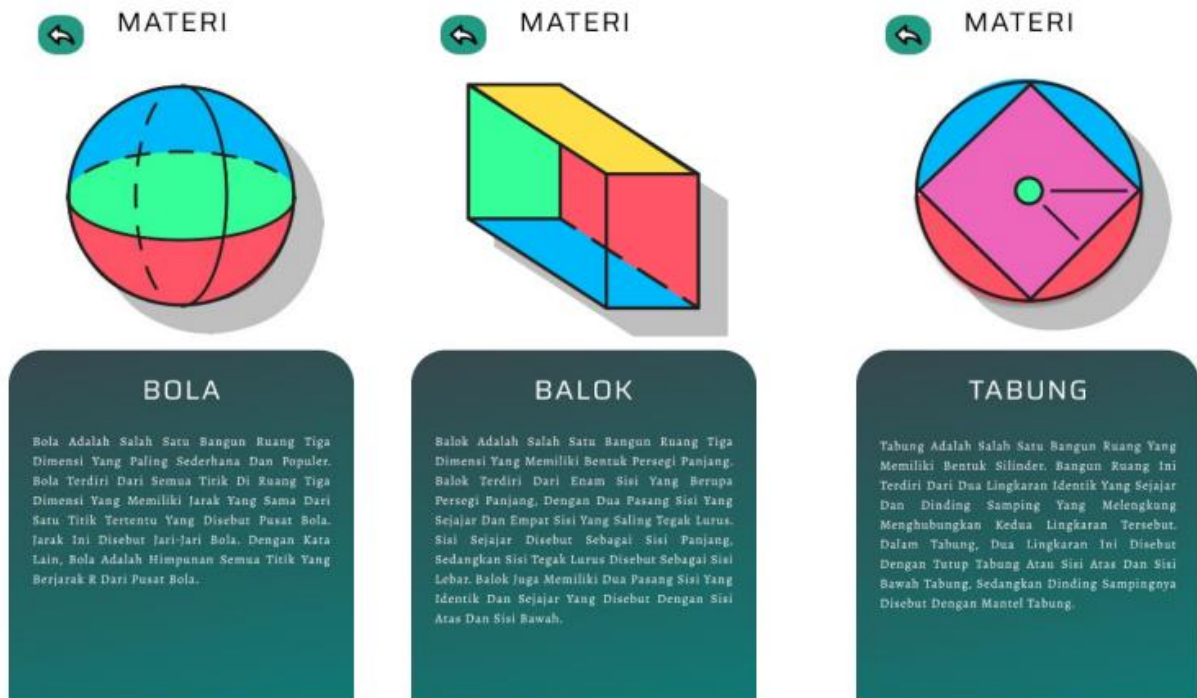 MATERI
BOLA
Bola Adalah Salah Satu Bangun Ruang Tiga
Dimensi Yang Paling Sederhana Dan Populer.
Bola Terdiri Dari Semua Titik Di Ruang Tiga
Dimensi Yang Memiliki Jarak Yang Sama Dari
Satu Titik Tertentu Yang Disebut Pusat Bola.
Jarak Ini Disebut Jari-Jari Bola. Dengan Kata
Lain, Bola Adalah Himpunan Semua Titik Yang
Berjarak R Dari Pusat Bola.
MATERI
BALOK
Balok Adalah Salah Satu Bangun Ruang Tiga
Dimensi Yang Memiliki Bentuk Persegi Panjang.
Balok Terdiri Dari Enam Sisi Yang Berupa
Persegi Panjang, Dengan Dua Pasang Sisi Yang
Sejajar Dan Empat Sisi Yang Saling Tegak Lurus.
Sisi Sejajar Disebut Sebagai Sisi Panjang,
Sedangkan Sisi Tegak Lurus Disebut Sebagai Sisi
Lebar. Balok Juga Memiliki Dua Pasang Sisi Yang
Identik Dan Sejajar Yang Disebut Dengan Sisi
Atas Dan Sisi Bawah.
MATERI
TABUNG
Tabung Adalah Salah Satu Bangun Ruang Yang
Memiliki Bentuk Silinder. Bangun Ruang Ini
Terdiri Dari Dua Lingkaran Identik Yang Sejajar
Dan Dinding Samping Yang Melengkung
Menghubungkan Kedua Lingkaran Tersebut.
Dalam Tabung, Dua Lingkaran Ini Disebut
Dengan Tutup Tabung Atau Sisi Atas Dan Sisi
Bawah Tabung, Sedangkan Dinding Sampingnya
Disebut Dengan Mantel Tabung.